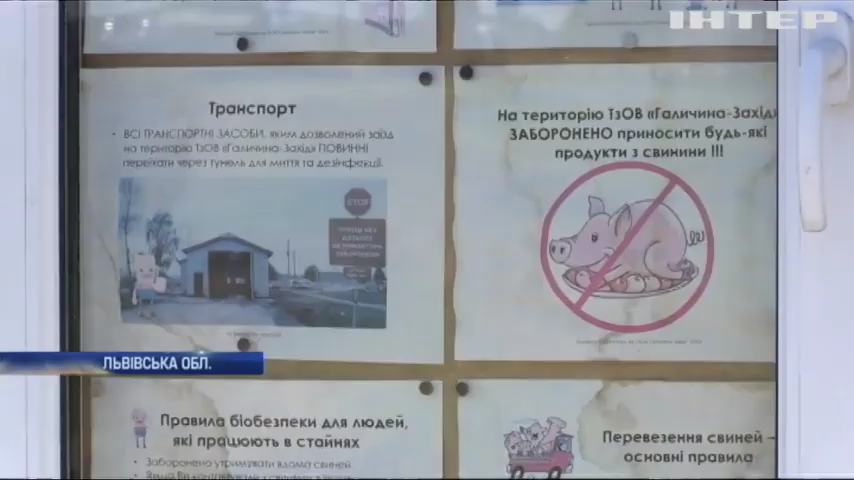 ІНТЕР
Транспорт
• ВСІ ТРАНСПОРТНІ ЗАСОБИ, яким дозволений заїзд
на територію ТзОВ «Галичина-Захід» ПОВИННІ
переїхати через тунель для миття та дезінфекції.
STOP
На територію ТзОВ «Галичина-Захід»
ЗАБОРОНЕНО приносити будь-які
продукти з свинини !!!
ЛЬВІВСЬКА ОБЛ.
Правила біобезпеки для людей,
які працюють в стайнях
• Заборонено утримувати вдома свиней.
Перевезення свиней –
основні правила